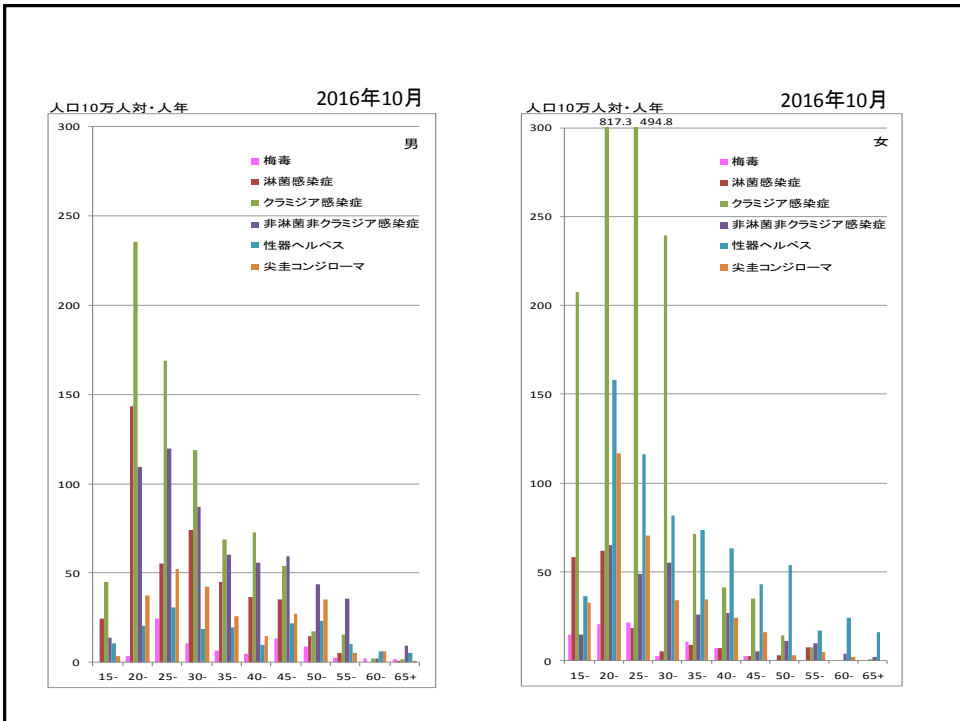 人口10万人対・人年
2016年10月
300
250
200
150
100
50
0
男
梅毒
淋菌感染症
クラミジア感染症
非淋菌非クラミジア感染症
性器ヘルペス
尖圭コンジローマ
15- 20- 25- 30- 35- 40- 45- 50- 55- 60- 65+
人口10万人対・人年
2016年10月
817.3 494.8
300
250
200
150
100
50
0
女
梅毒
淋菌感染症
クラミジア感染症
非淋菌非クラミジア感染症
性器ヘルペス
尖圭コンジローマ
15- 20- 25- 30- 35- 40- 45- 50- 55- 60- 65+